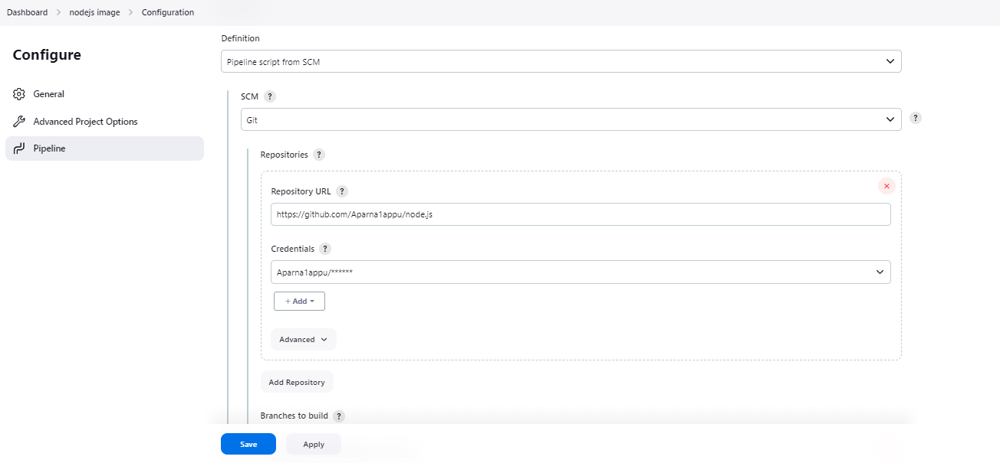 Dashboard > nodejs image > Configuration
Configure
General
Advanced Project Options
Pipeline
Definition
Pipeline script from SCM
SCM ?
Git
?
Repositories ?
Repository URL ?
https://github.com/Aparna1appu/node.js
Credentials ?
Aparna1appu/******
+ Add
Advanced
Add Repository
Branches to build ?
Save
Apply